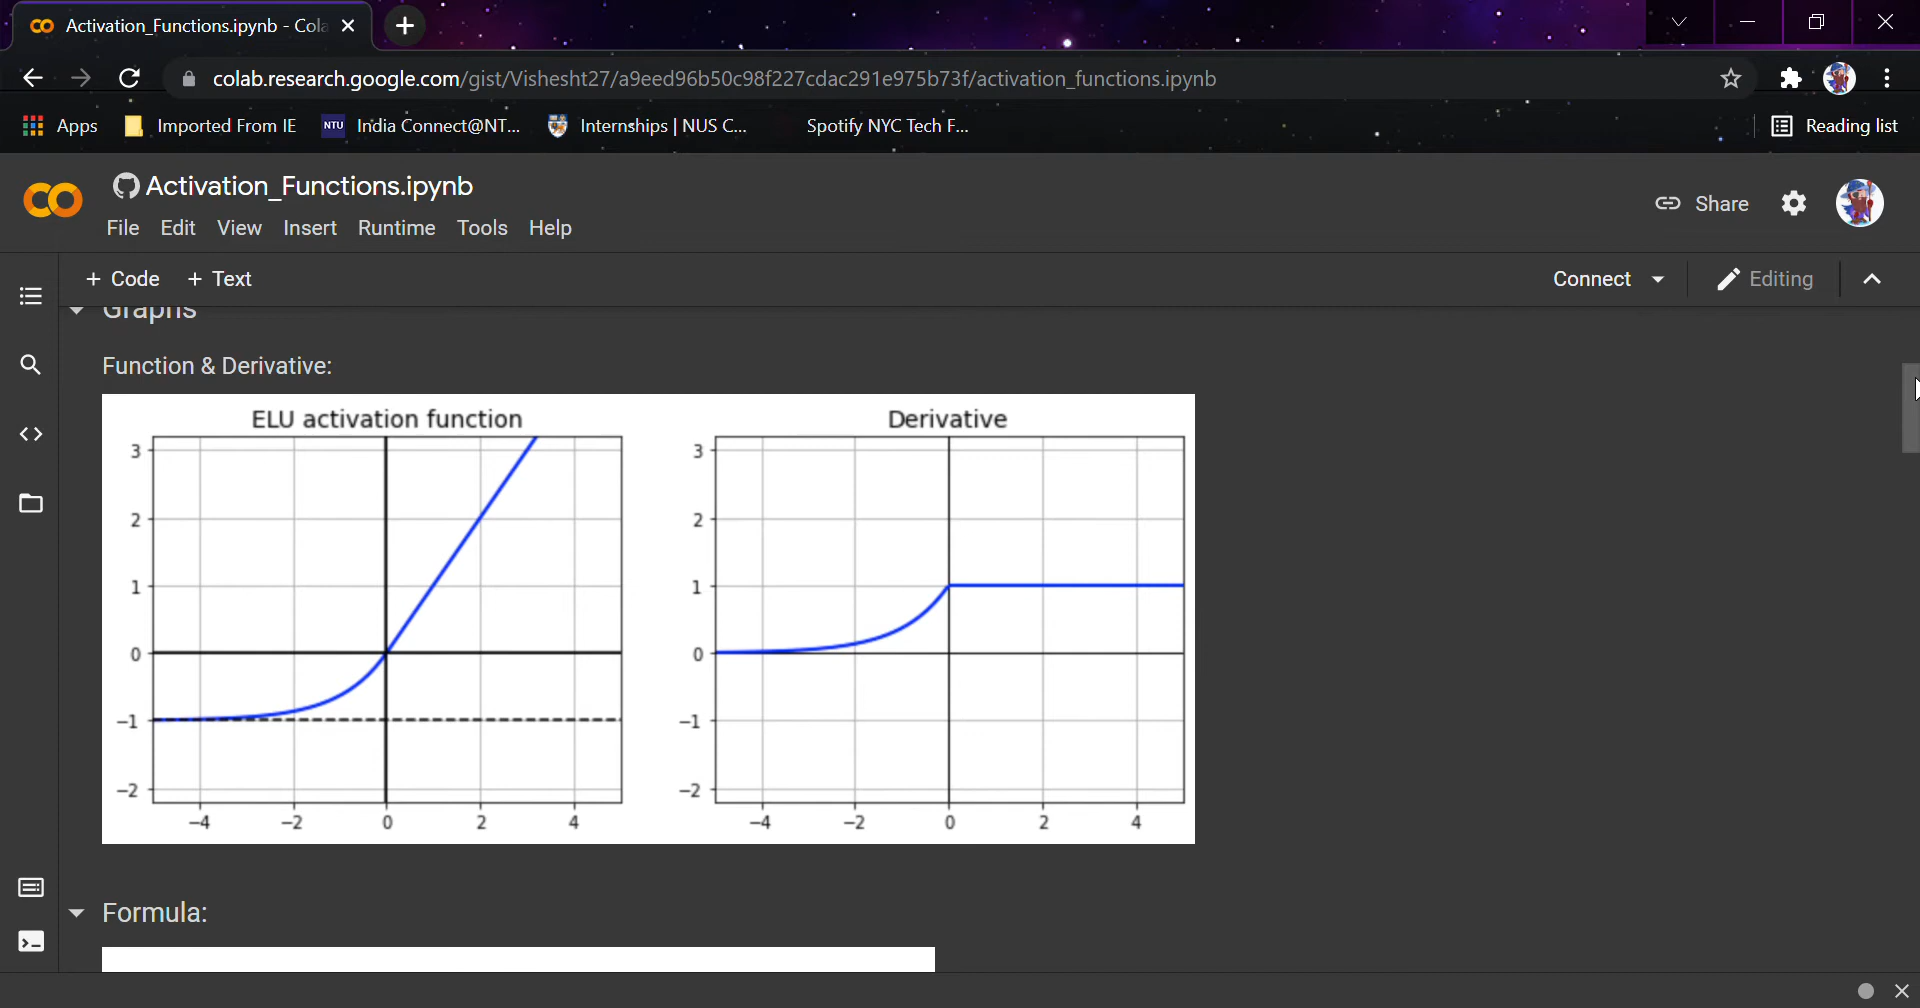 Activation_Functions.ipynb - Cola
colab.research.google.com/gist/Vishesht27/a9eed96b50c98f227cdac291e975b73f/activation_functions.ipynb
Apps Imported From IE NTU India Connect@NT... Internships | NUS C... Spotify NYC Tech F... Reading list
Activation_Functions.ipynb
Share
File Edit View Insert Runtime Tools Help
+ Code + Text Connect Editing
Graphs
Function & Derivative:
ELU activation function
3
2
1
0
−1
−2
−4 −2 0 2 4
Derivative
3
2
1
0
−1
−2
−4 −2 0 2 4
Formula: